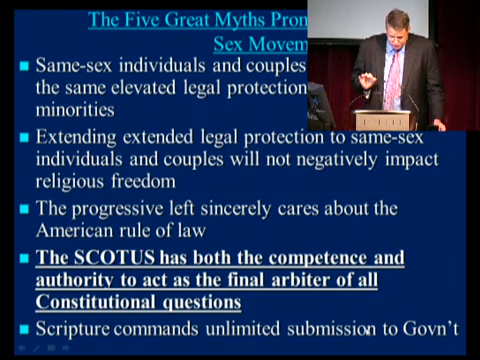 The Five Great Myths
Sex
Same-sex individuals and couples
the same elevated legal protection
minorities
Extending extended legal protection to same-sex
individuals and couples will not negatively impact
religious freedom
The progressive left sincerely cares about the
American rule of law
The SCOTUS has both the competence and
authority to act as the final arbiter of all
Constitutional questions
Scripture commands unlimited submission to Govn't